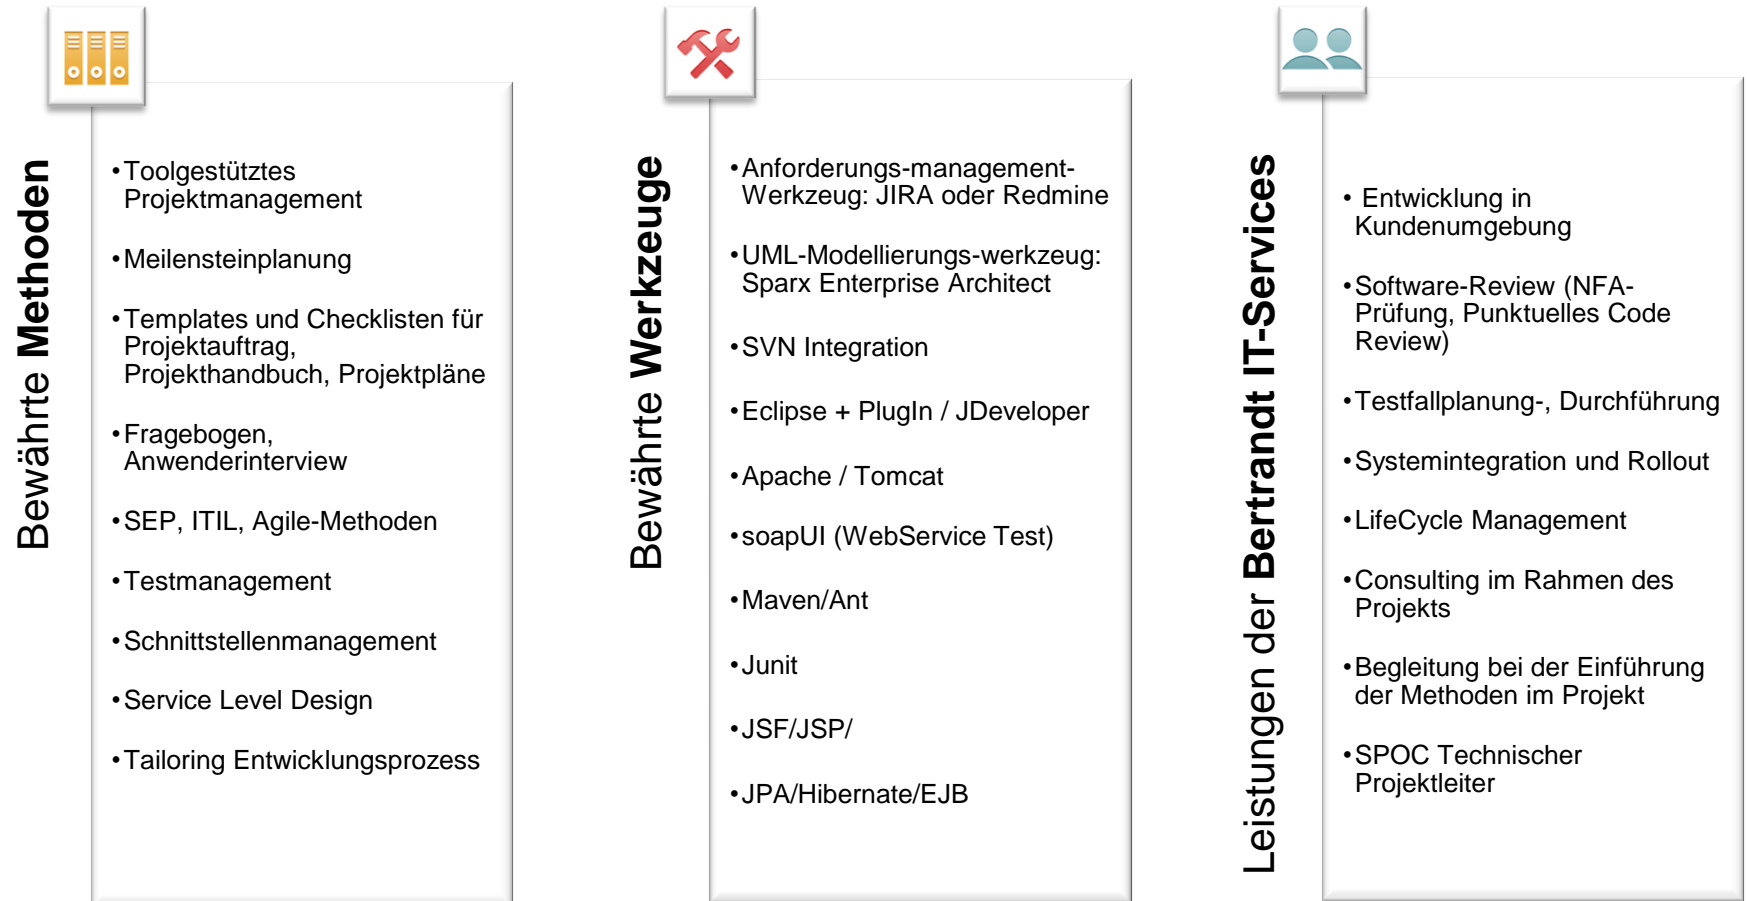 Bewährte Methoden
•Toolgestütztes
Projektmanagement
•Meilensteinplanung
•Templates und Checklisten für
Projektauftrag,
Projekthandbuch, Projektpläne
•Fragebogen,
Anwenderinterview
•SEP, ITIL, Agile-Methoden
•Testmanagement
•Schnittstellenmanagement
•Service Level Design
•Tailoring Entwicklungsprozess
Bewährte Werkzeuge
•Anforderungs-management-
Werkzeug: JIRA oder Redmine
•UML-Modellierungs-werkzeug:
Sparx Enterprise Architect
•SVN Integration
•Eclipse + PlugIn / JDeveloper
•Apache / Tomcat
•soapUI (WebService Test)
•Maven/Ant
•Junit
•JSF/JSP/
•JPA/Hibernate/EJB
Leistungen der Bertrandt IT-Services
• Entwicklung in
Kundenumgebung
•Software-Review (NFA-
Prüfung, Punktuelles Code
Review)
•Testfallplanung-, Durchführung
•Systemintegration und Rollout
•LifeCycle Management
•Consulting im Rahmen des
Projekts
•Begleitung bei der Einführung
der Methoden im Projekt
•SPOC Technischer
Projektleiter